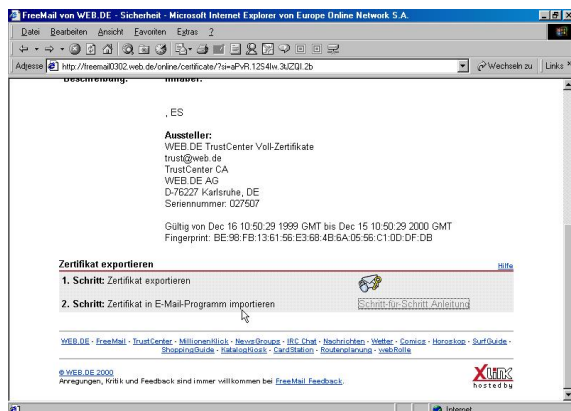 FreeMail von WEB.DE - Sicherheit - Microsoft Internet Explorer von Europe Online Network S.A.
Datei Bearbeiten Ansicht Favoriten Extras ?
Adresse http://freemail0302.web.de/online/certificate/?si=aPvR.12S4lw.3UZQI.2b Wechseln zu Links
Beschreibung: Inhaber:
, ES
Aussteller:
WEB.DE TrustCenter Voll-Zertifikate
trust@web.de
TrustCenter CA
WEB.DE AG
D-76227 Karlsruhe, DE
Seriennummer: 027507
Gültig von Dec 16 10:50:29 1999 GMT bis Dec 15 10:50:29 2000 GMT
Fingerprint: BE:98:FB:13:61:56:E3:68:4B:6A:05:56:C1:0D:DF:DB
Zertifikat exportieren Hilfe
1. Schritt: Zertifikat exportieren
2. Schritt: Zertifikat in E-Mail-Programm importieren Schritt-für-Schritt Anleitung
WEB.DE - FreeMail - TrustCenter - MillionenKlick - NewsGroups - IRC Chat - Nachrichten - Wetter - Comics - Horoskop - SurfGuide -
ShoppingGuide - KatalogKiosk - CardStation - Routenplanung - webRolle
© WEB.DE 2000
Anregungen, Kritik und Feedback sind immer willkommen bei FreeMail Feedback.
XLINK
hosted by
Internet